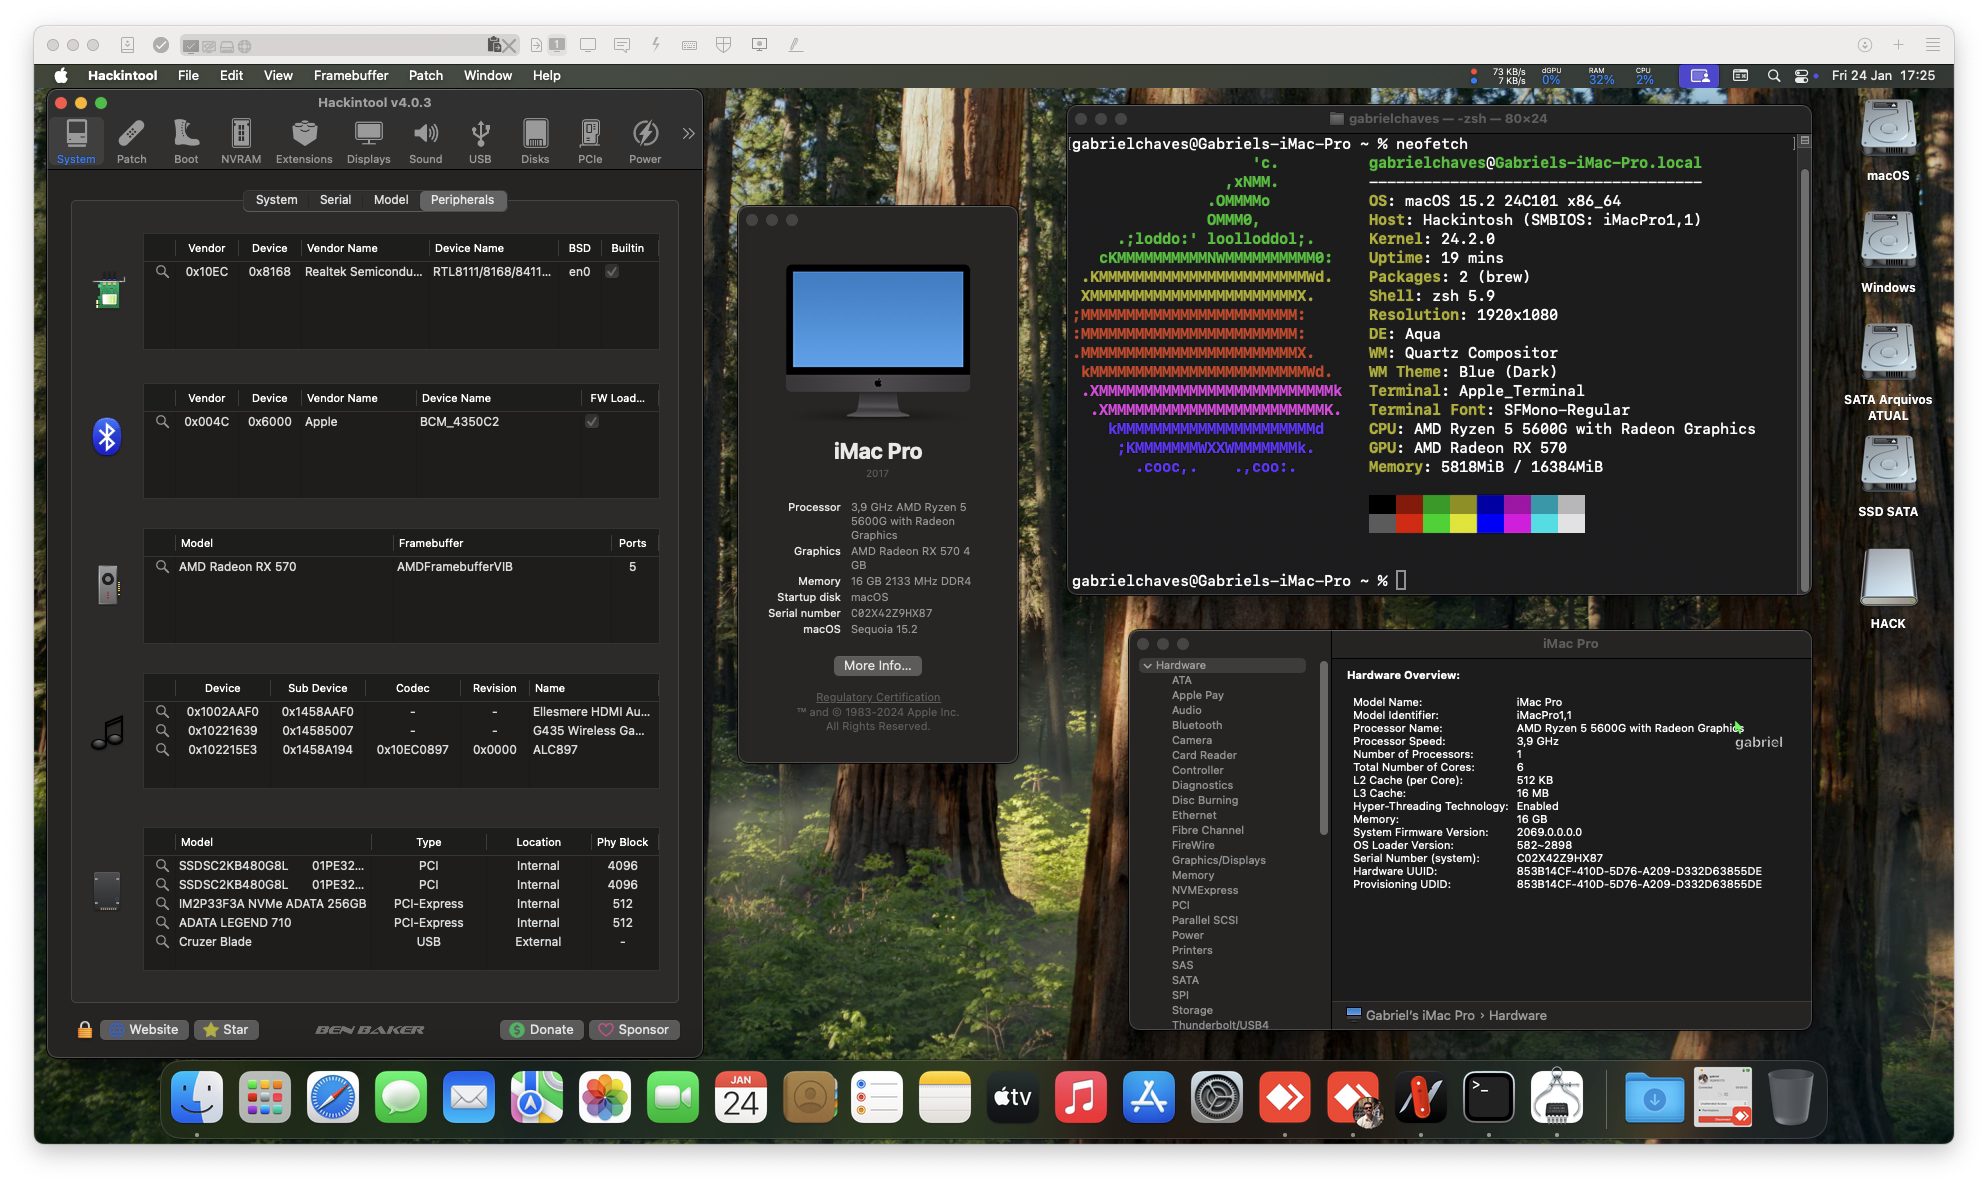 1
Hackintool File Edit View Framebuffer Patch Window Help
73 KB/s
7 KB/s
dGPU
0%
RAM
32%
CPU
2%
Fri 24 Jan 17:25
Hackintool v4.0.3
System Patch Boot NVRAM Extensions Displays Sound USB Disks PCIe Power
System Serial Model Peripherals
Vendor Device Vendor Name Device Name BSD Builtin
0x10EC 0x8168 Realtek Semicondu... RTL8111/8168/8411... en0
Vendor Device Vendor Name Device Name FW Load...
0x004C 0x6000 Apple BCM_4350C2
Model Framebuffer Ports
AMD Radeon RX 570 AMDFramebufferVIB 5
Device Sub Device Codec Revision Name
0x1002AAF0 0x1458AAF0 - - Ellesmere HDMI Au...
0x10221639 0x14585007 - - G435 Wireless Ga...
0x102215E3 0x1458A194 0x10EC0897 0x0000 ALC897
Model Type Location Phy Block
SSDSC2KB480G8L 01PE32... PCI Internal 4096
SSDSC2KB480G8L 01PE32... PCI Internal 4096
IM2P33F3A NVMe ADATA 256GB PCI-Express Internal 512
ADATA LEGEND 710 PCI-Express Internal 512
Cruzer Blade USB External -
Website Star BEN BAKER Donate Sponsor
iMac Pro
2017
Processor 3,9 GHz AMD Ryzen 5
5600G with Radeon
Graphics
Graphics AMD Radeon RX 570 4
GB
Memory 16 GB 2133 MHz DDR4
Startup disk macOS
Serial number C02X42Z9HX87
macOS Sequoia 15.2
More Info...
Regulatory Certification
™ and © 1983-2024 Apple Inc.
All Rights Reserved.
gabrielchaves — -zsh — 80×24
[gabrielchaves@Gabriels-iMac-Pro ~ % neofetch ]
'c. gabrielchaves@Gabriels-iMac-Pro.local
,xNMM. -------------------------------------
.OMMMMo OS: macOS 15.2 24C101 x86_64
OMMM0, Host: Hackintosh (SMBIOS: iMacPro1,1)
.;loddo:' loolloddol;. Kernel: 24.2.0
cKMMMMMMMMMMNWMMMMMMMMMM0: Uptime: 19 mins
.KMMMMMMMMMMMMMMMMMMMMMMMWd. Packages: 2 (brew)
XMMMMMMMMMMMMMMMMMMMMMMMX. Shell: zsh 5.9
;MMMMMMMMMMMMMMMMMMMMMMMM: Resolution: 1920x1080
:MMMMMMMMMMMMMMMMMMMMMMMM: DE: Aqua
.MMMMMMMMMMMMMMMMMMMMMMMMX. WM: Quartz Compositor
kMMMMMMMMMMMMMMMMMMMMMMMMWd. WM Theme: Blue (Dark)
.XMMMMMMMMMMMMMMMMMMMMMMMMMMk Terminal: Apple_Terminal
.XMMMMMMMMMMMMMMMMMMMMMMMMK. Terminal Font: SFMono-Regular
kMMMMMMMMMMMMMMMMMMMMMMd CPU: AMD Ryzen 5 5600G with Radeon Graphics
;KMMMMMMMWXXWMMMMMMMk. GPU: AMD Radeon RX 570
.cooc,. .,coo:. Memory: 5818MiB / 16384MiB
gabrielchaves@Gabriels-iMac-Pro ~ %
iMac Pro
Hardware
ATA
Apple Pay
Audio
Bluetooth
Camera
Card Reader
Controller
Diagnostics
Disc Burning
Ethernet
Fibre Channel
FireWire
Graphics/Displays
Memory
NVMExpress
PCI
Parallel SCSI
Power
Printers
SAS
SATA
SPI
Storage
Thunderbolt/USB4
Hardware Overview:
Model Name: iMac Pro
Model Identifier: iMacPro1,1
Processor Name: AMD Ryzen 5 5600G with Radeon Graphics
Processor Speed: 3,9 GHz
Number of Processors: 1
Total Number of Cores: 6
L2 Cache (per Core): 512 KB
L3 Cache: 16 MB
Hyper-Threading Technology: Enabled
Memory: 16 GB
System Firmware Version: 2069.0.0.0.0
OS Loader Version: 582~2898
Serial Number (system): C02X42Z9HX87
Hardware UUID: 853B14CF-410D-5D76-A209-D332D63855DE
Provisioning UDID: 853B14CF-410D-5D76-A209-D332D63855DE
gabriel
Gabriel's iMac Pro › Hardware
macOS
Windows
SATA Arquivos
ATUAL
SSD SATA
HACK
JAN
24
tv
>_